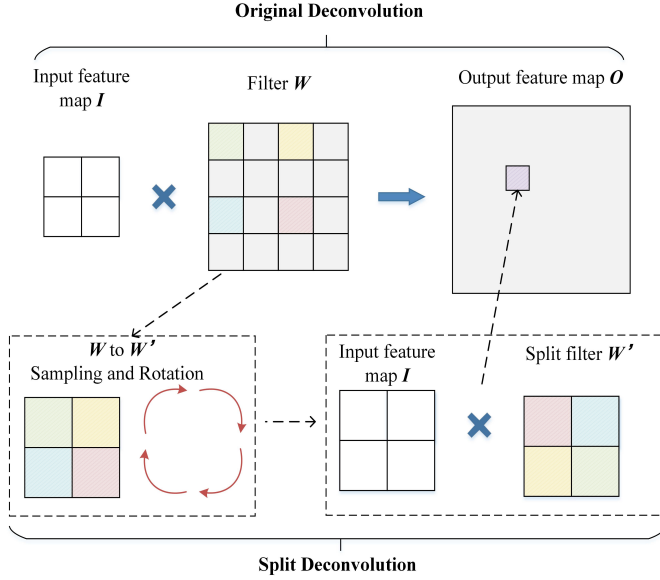 Original Deconvolution
Input feature
map I
Filter W
Output feature map O
W to W'
Sampling and Rotation
Input feature
map I
Split filter W'
Split Deconvolution